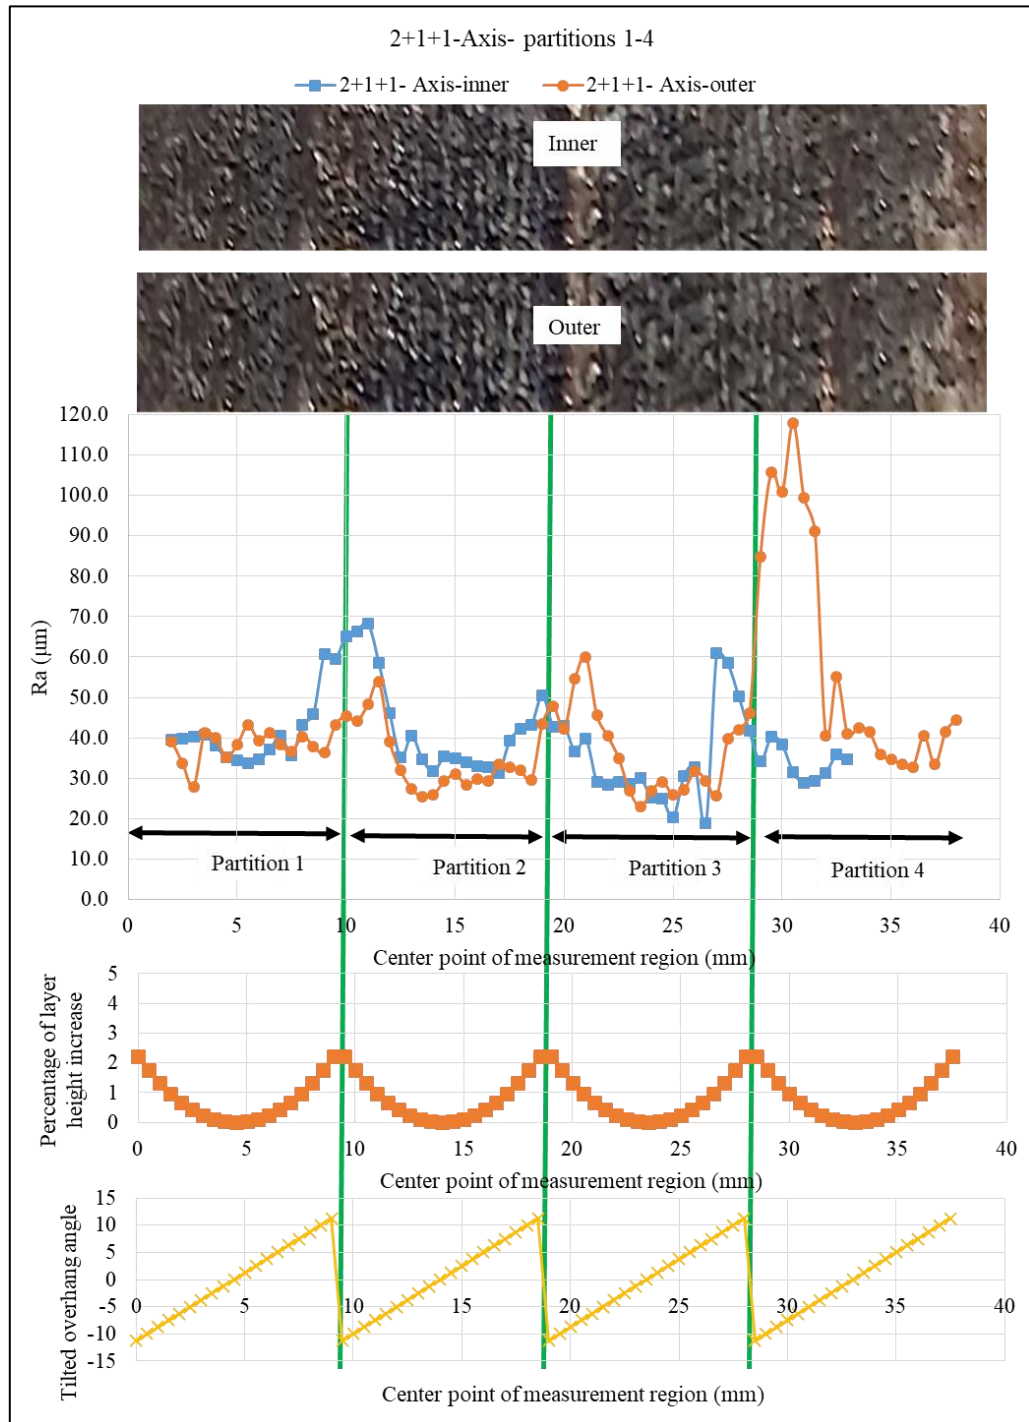 2+1+1-Axis- partitions 1-4
2+1+1- Axis-inner 2+1+1- Axis-outer
Inner
Outer
120.0
110.0
100.0
90.0
80.0
70.0
60.0
50.0
40.0
30.0
20.0
10.0
0.0
Ra (µm)
Partition 1 Partition 2 Partition 3 Partition 4
0 5 10 15 20 25 30 35 40
Center point of measurement region (mm)
5
4
3
2
1
0
Percentage of layer
height increase
0 5 10 15 20 25 30 35 40
Center point of measurement region (mm)
15
10
5
0
-5
-10
-15
Tilted overhang angle
0 5 10 15 20 25 30 35 40
Center point of measurement region (mm)